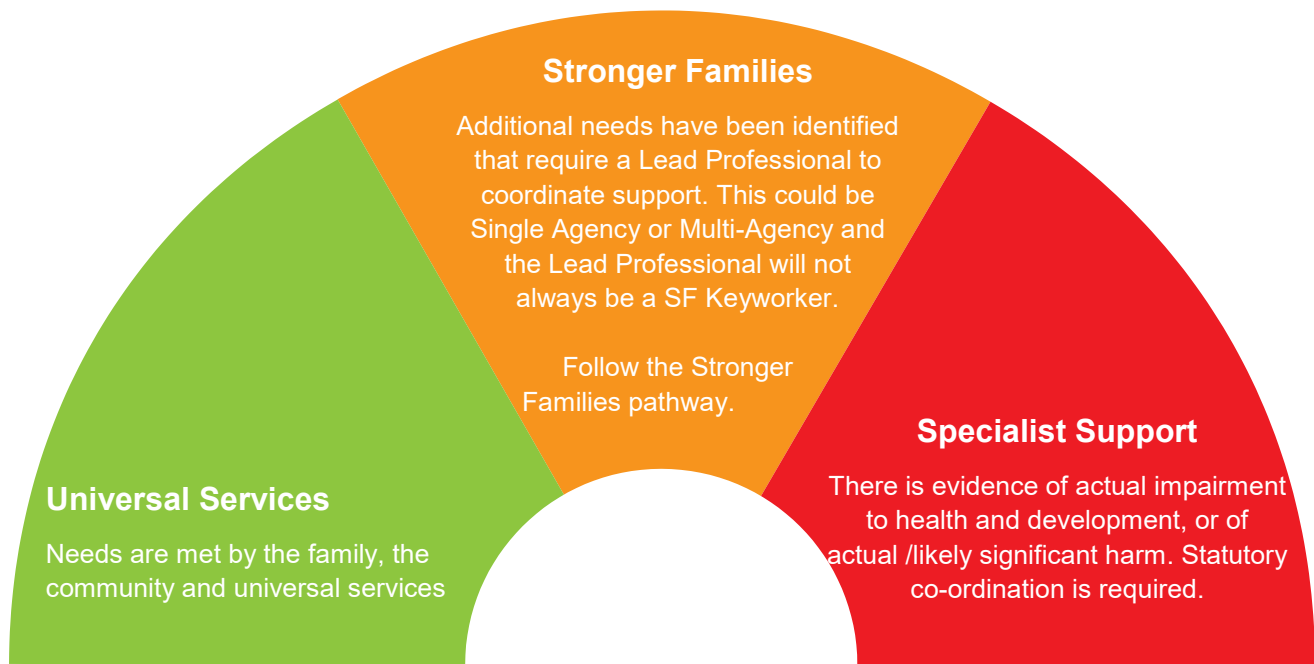 Stronger Families
Additional needs have been identified
that require a Lead Professional to
coordinate support. This could be
Single Agency or Multi-Agency and
the Lead Professional will not
always be a SF Keyworker.
Follow the Stronger
Families pathway.
Universal Services
Needs are met by the family, the
community and universal services
Specialist Support
There is evidence of actual impairment
to health and development, or of
actual /likely significant harm. Statutory
co-ordination is required.